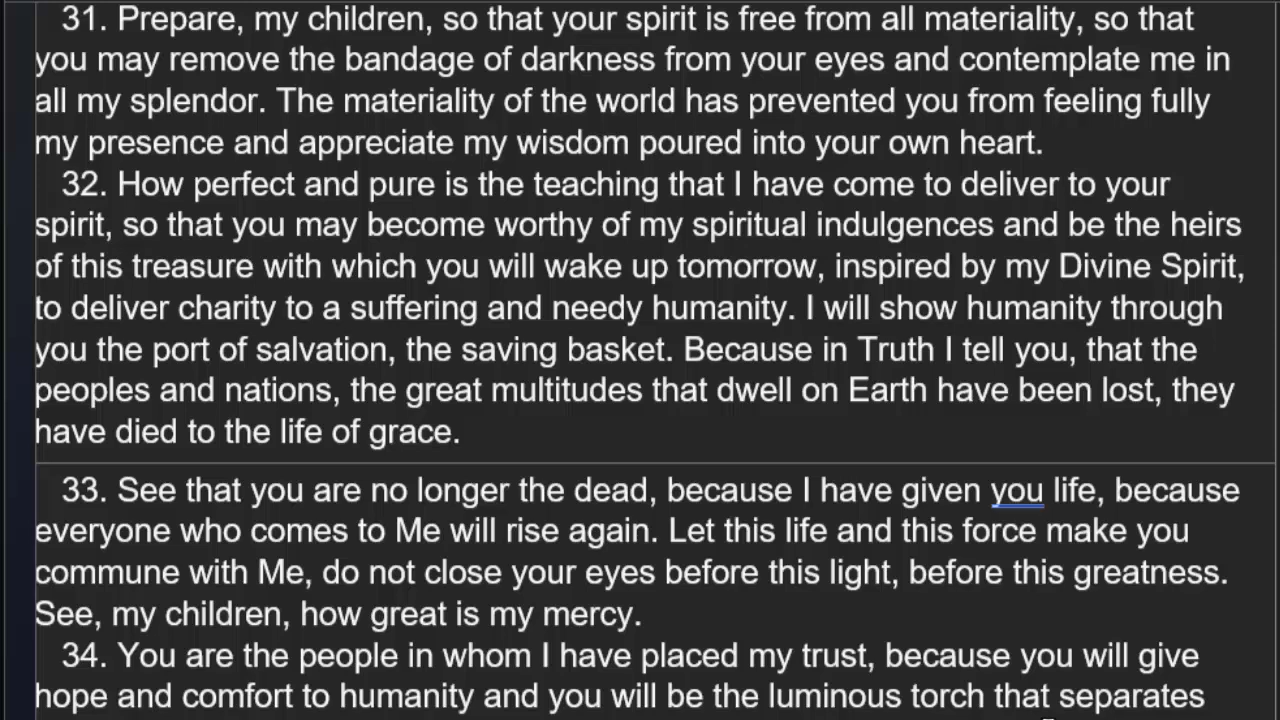 31. Prepare, my children, so that your spirit is free from all materiality, so that
you may remove the bandage of darkness from your eyes and contemplate me in
all my splendor. The materiality of the world has prevented you from feeling fully
my presence and appreciate my wisdom poured into your own heart.
32. How perfect and pure is the teaching that I have come to deliver to your
spirit, so that you may become worthy of my spiritual indulgences and be the heirs
of this treasure with which you will wake up tomorrow, inspired by my Divine Spirit,
to deliver charity to a suffering and needy humanity. I will show humanity through
you the port of salvation, the saving basket. Because in Truth I tell you, that the
peoples and nations, the great multitudes that dwell on Earth have been lost, they
have died to the life of grace.
33. See that you are no longer the dead, because I have given you life, because
everyone who comes to Me will rise again. Let this life and this force make you
commune with Me, do not close your eyes before this light, before this greatness.
See, my children, how great is my mercy.
34. You are the people in whom I have placed my trust, because you will give
hope and comfort to humanity and you will be the luminous torch that separates